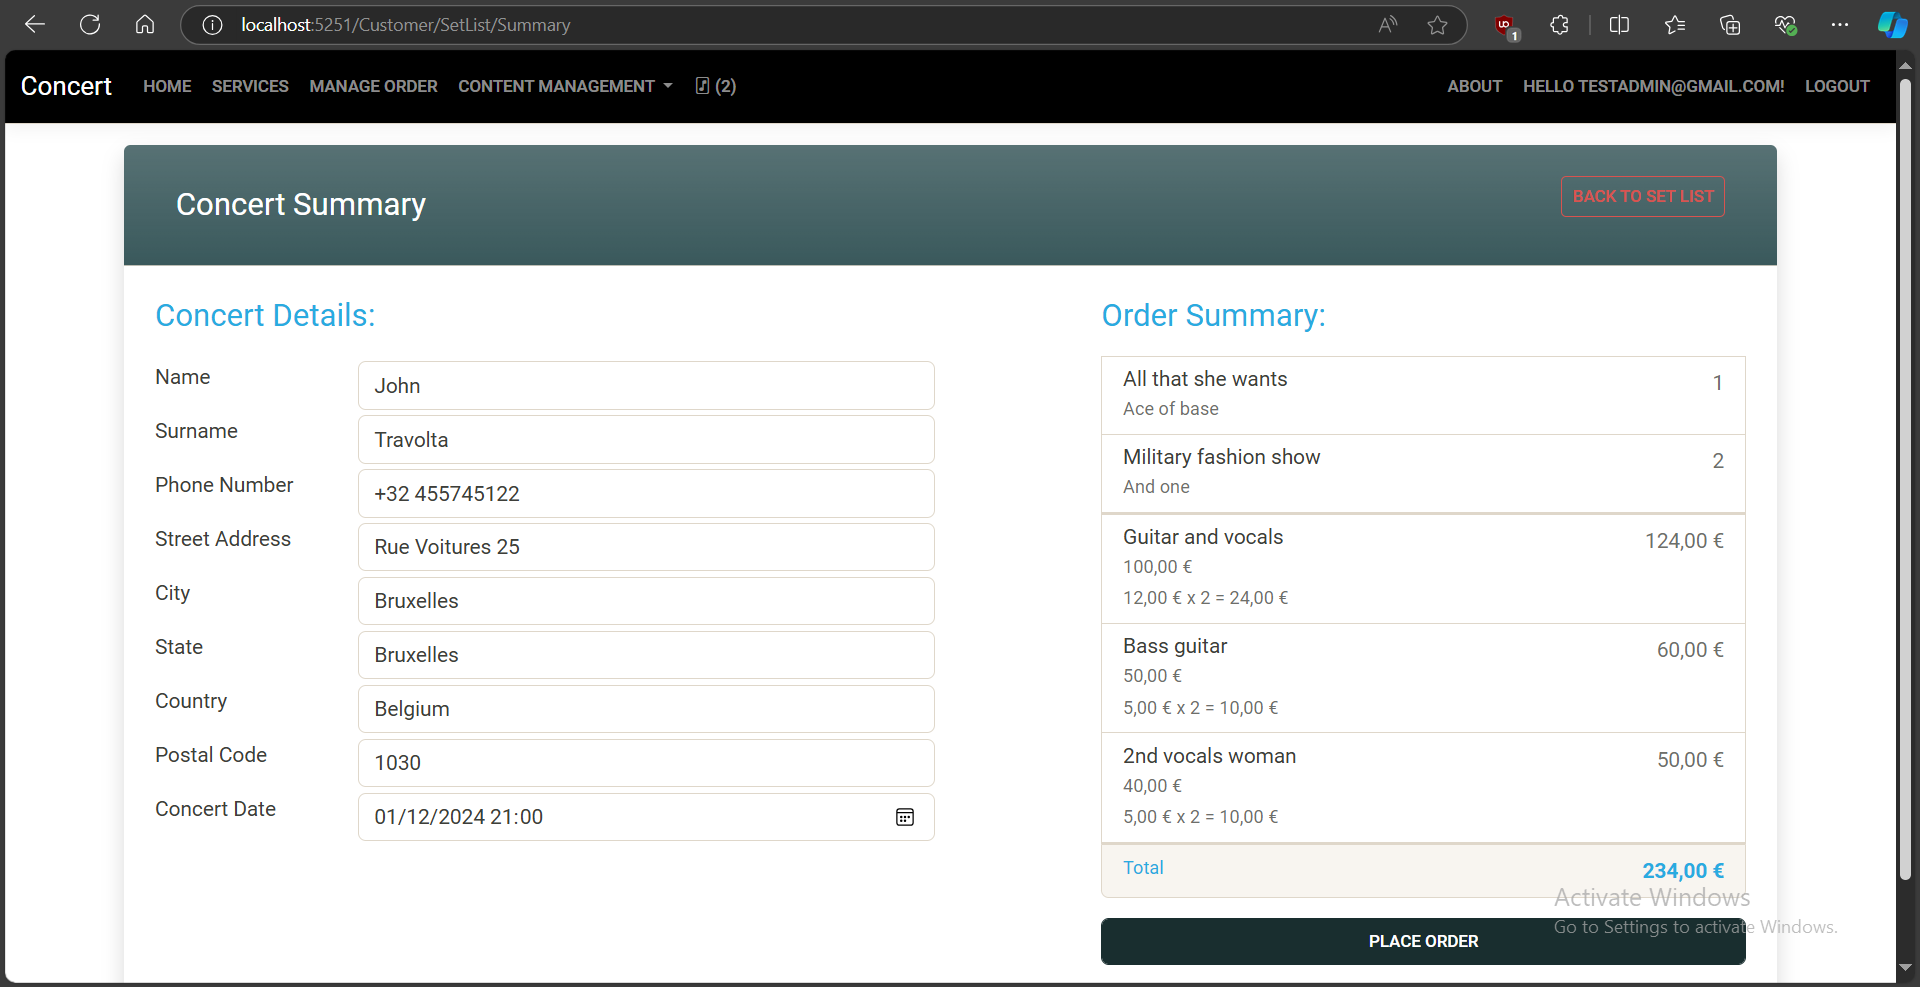 localhost:5251/Customer/SetList/Summary
1
Concert HOME SERVICES MANAGE ORDER CONTENT MANAGEMENT (2) ABOUT HELLO TESTADMIN@GMAIL.COM! LOGOUT
Concert Summary
BACK TO SET LIST
Concert Details:
Name
John
Surname
Travolta
Phone Number
+32 455745122
Street Address
Rue Voitures 25
City
Bruxelles
State
Bruxelles
Country
Belgium
Postal Code
1030
Concert Date
01/12/2024 21:00
Order Summary:
All that she wants 1
Ace of base
Military fashion show 2
And one
Guitar and vocals 124,00 €
100,00 €
12,00 € x 2 = 24,00 €
Bass guitar 60,00 €
50,00 €
5,00 € x 2 = 10,00 €
2nd vocals woman 50,00 €
40,00 €
5,00 € x 2 = 10,00 €
Total 234,00 €
PLACE ORDER
Activate Windows
Go to Settings to activate Windows.